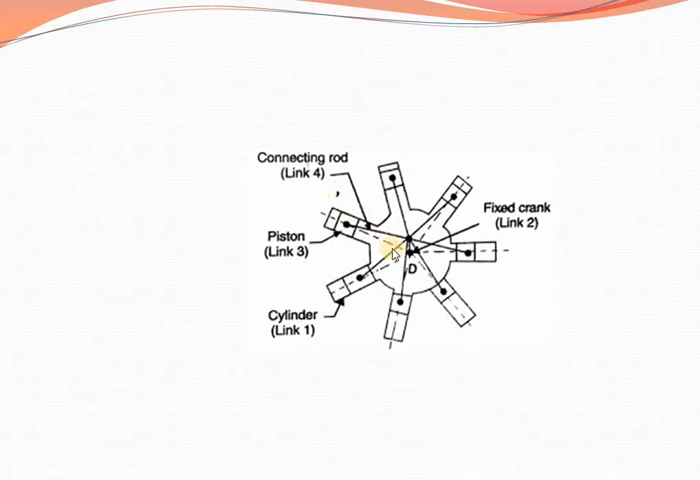 Connecting rod
(Link 4)
Fixed crank
(Link 2)
Piston
(Link 3)
D
Cylinder
(Link 1)